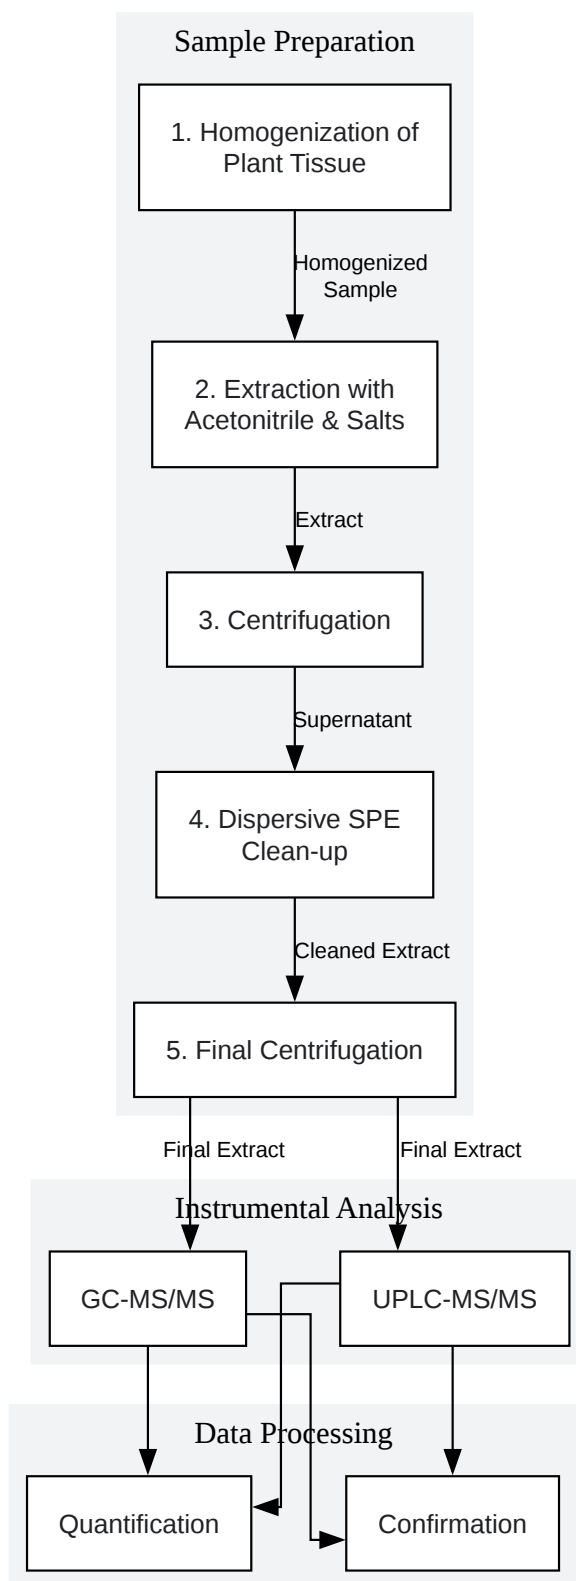 Sample Preparation
1. Homogenization of
Plant Tissue
Homogenized
Sample
2. Extraction with
Acetonitrile & Salts
Extract
3. Centrifugation
Supernatant
4. Dispersive SPE
Clean-up
Cleaned Extract
5. Final Centrifugation
Final Extract
Final Extract
Instrumental Analysis
GC-MS/MS
UPLC-MS/MS
Data Processing
Quantification
Confirmation